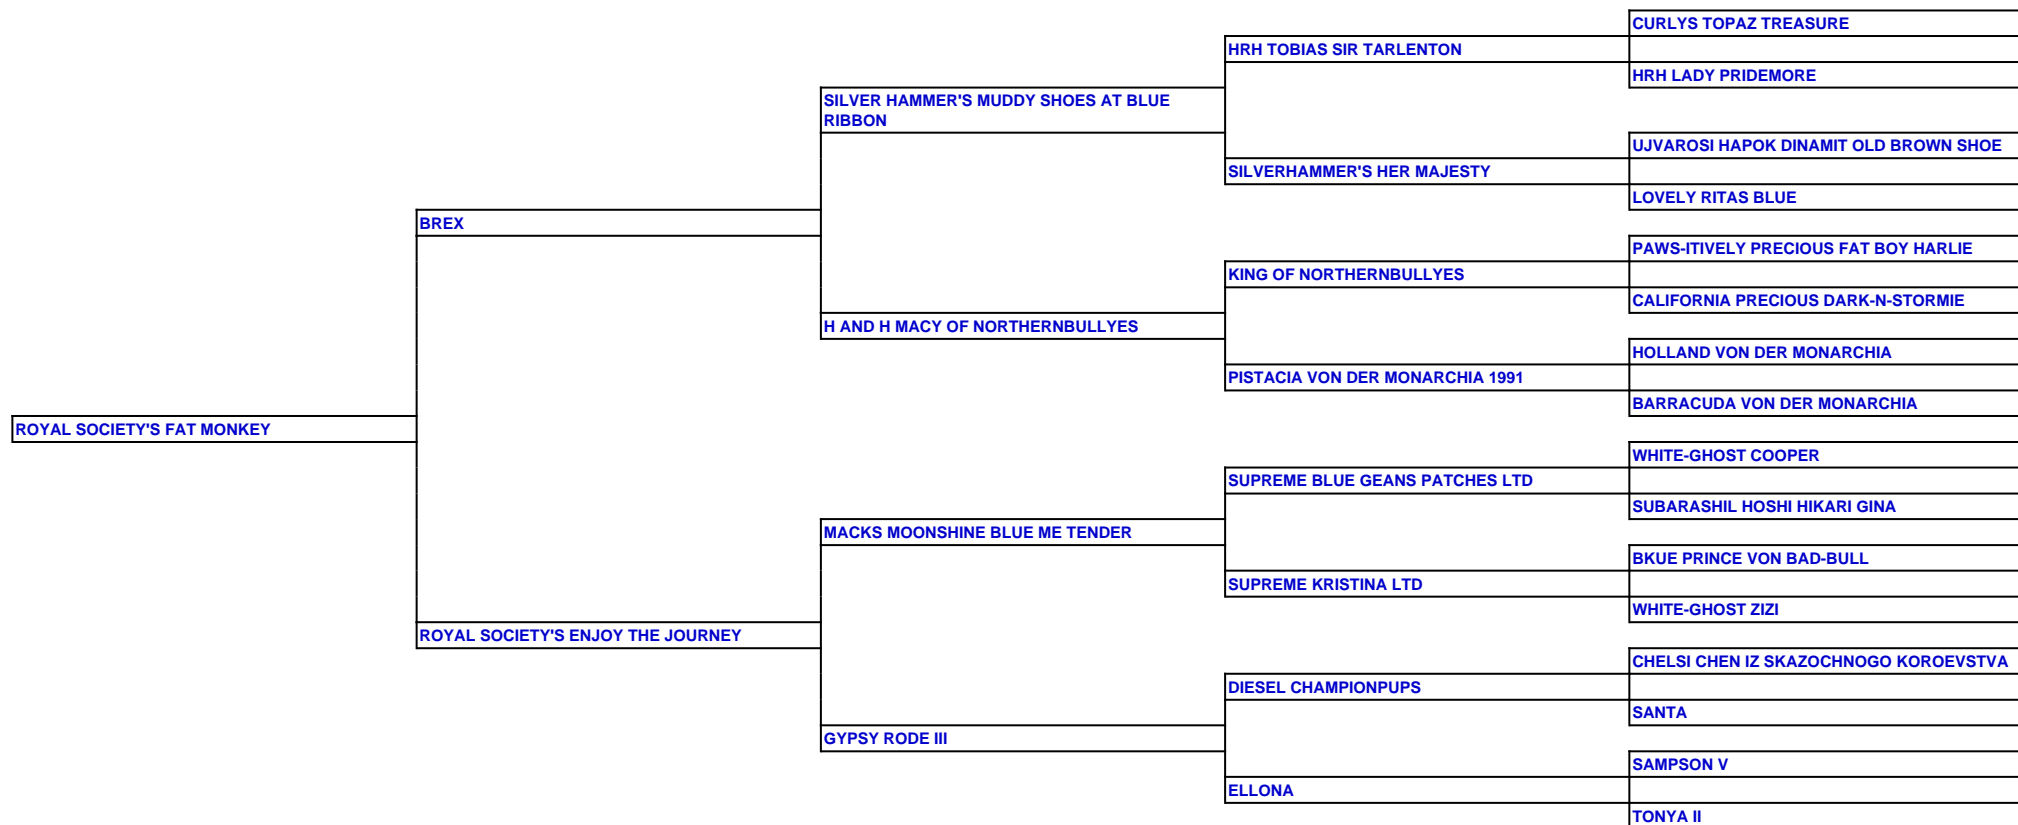 CURLYS TOPAZ TREASURE
HRH TOBIAS SIR TARLENTON
HRH LADY PRIDEMORE
SILVER HAMMER'S MUDDY SHOES AT BLUE
RIBBON
UJVAROSI HAPOK DINAMIT OLD BROWN SHOE
SILVERHAMMER'S HER MAJESTY
LOVELY RITAS BLUE
BREX
PAWS-ITIVELY PRECIOUS FAT BOY HARLIE
KING OF NORTHERNBULLYES
CALIFORNIA PRECIOUS DARK-N-STORMIE
H AND H MACY OF NORTHERNBULLYES
HOLLAND VON DER MONARCHIA
PISTACIA VON DER MONARCHIA 1991
BARRACUDA VON DER MONARCHIA
ROYAL SOCIETY'S FAT MONKEY
WHITE-GHOST COOPER
SUPREME BLUE GEANS PATCHES LTD
SUBARASHIL HOSHI HIKARI GINA
MACKS MOONSHINE BLUE ME TENDER
BKUE PRINCE VON BAD-BULL
SUPREME KRISTINA LTD
WHITE-GHOST ZIZI
ROYAL SOCIETY'S ENJOY THE JOURNEY
CHELSI CHEN IZ SKAZOCHNOGO KOROEVSTVA
DIESEL CHAMPIONPUPS
SANTA
GYPSY RODE III
SAMPSON V
ELLONA
TONYA II